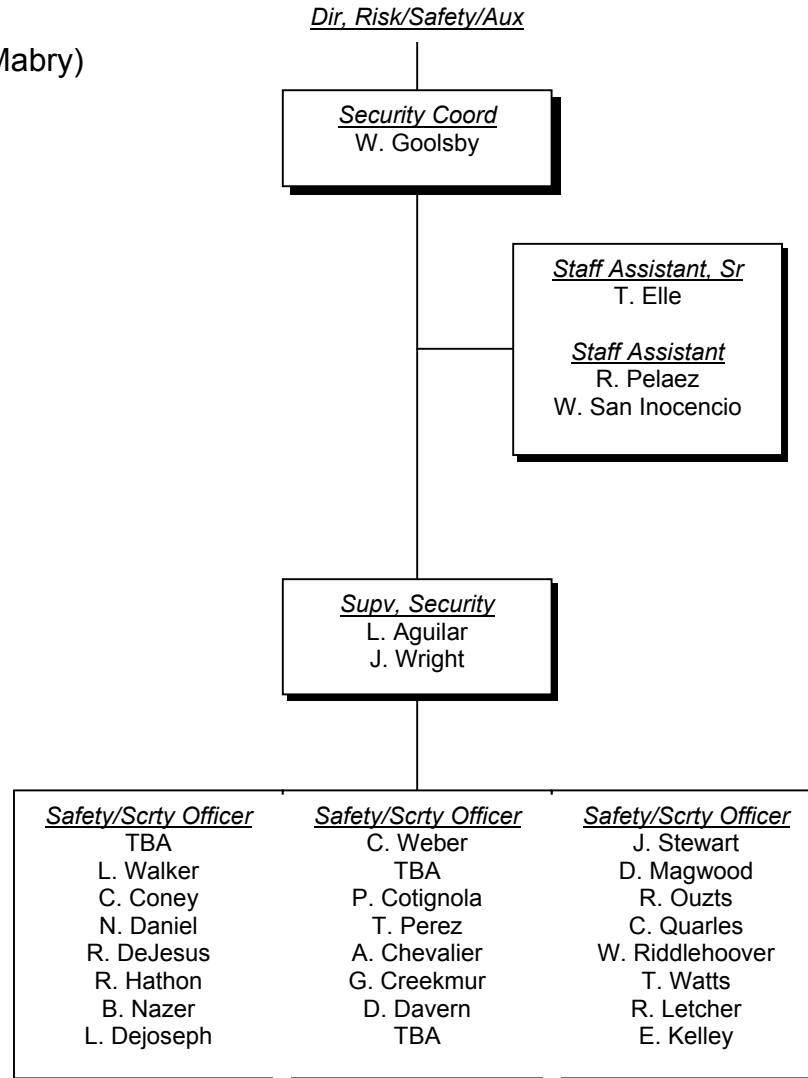 Dir, Risk/Safety/Aux
Mabry)
Security Coord
W. Goolsby
Staff Assistant, Sr
T. Elle
Staff Assistant
R. Pelaez
W. San Inocencio
Supv, Security
L. Aguilar
J. Wright
Safety/Scrty Officer
TBA
L. Walker
C. Coney
N. Daniel
R. DeJesus
R. Hathon
B. Nazer
L. Dejoseph
Safety/Scrty Officer
C. Weber
TBA
P. Cotignola
T. Perez
A. Chevalier
G. Creekmur
D. Davern
TBA
Safety/Scrty Officer
J. Stewart
D. Magwood
R. Ouzts
C. Quarles
W. Riddlehoover
T. Watts
R. Letcher
E. Kelley